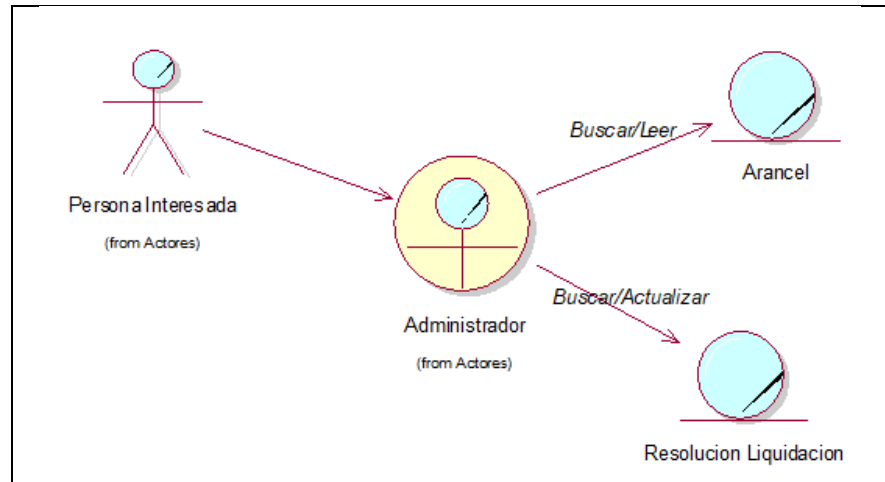 Buscar/Leer
Arancel
Persona Interesada
(from Actores)
Buscar/Actualizar
Administrador
(from Actores)
Resolucion Liquidacion